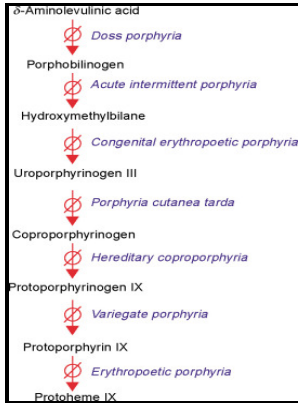 δ-Aminolevulinic acid
Doss porphyria
Porphobilinogen
Acute intermittent porphyria
Hydroxymethylbilane
Congenital erythropoetic porphyria
Uroporphyrinogen III
Porphyria cutanea tarda
Coproporphyrinogen
Hereditary coproporphyria
Protoporphyrinogen IX
Variegate porphyria
Protoporphyrin IX
Erythropoetic porphyria
Protoheme IX